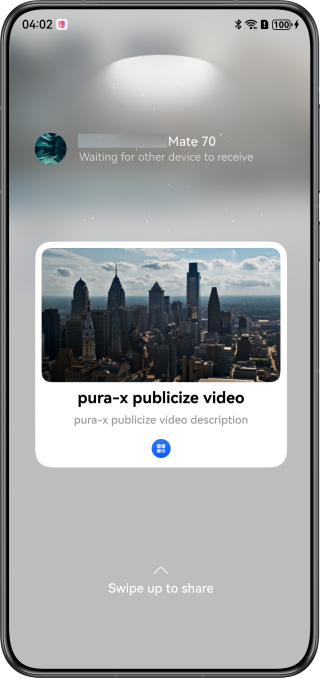 04:02
100
Mate 70
Waiting for other device to receive
pura-x publicize video
pura-x publicize video description
Swipe up to share